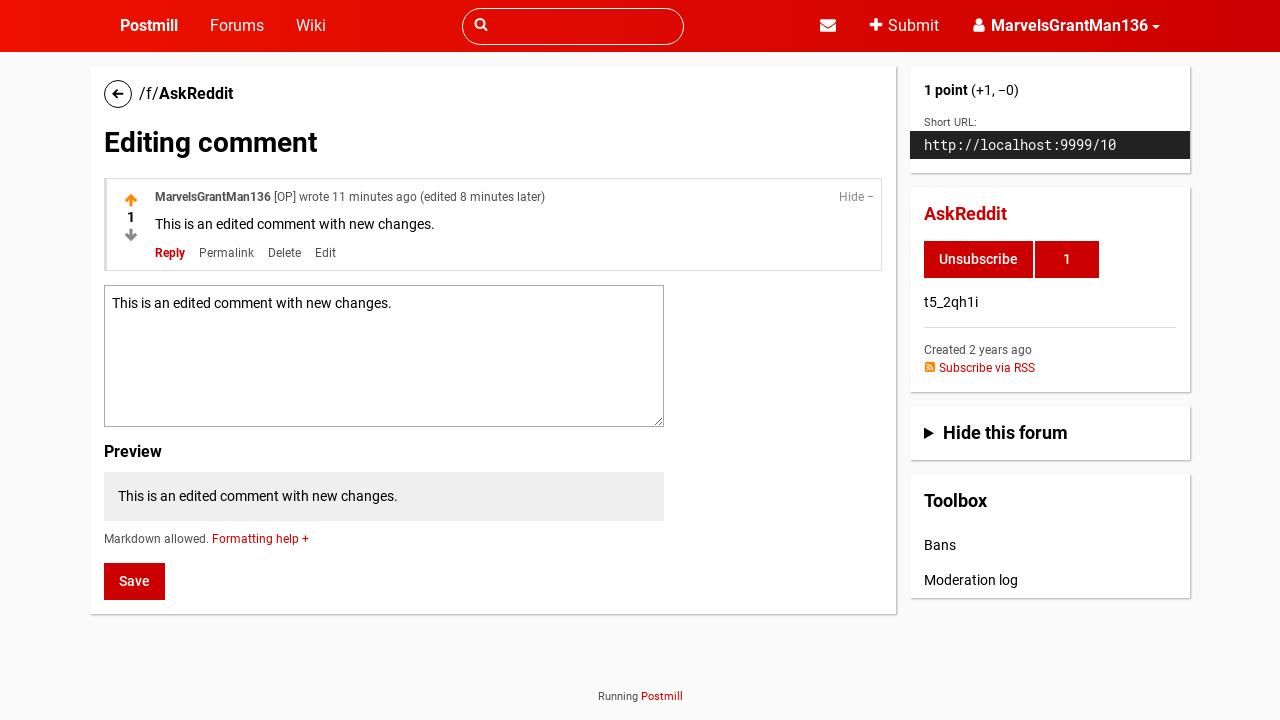 Postmill Forums Wiki Submit MarvelsGrantMan136
/f/AskReddit
Editing comment
MarvelsGrantMan136 [OP] wrote 11 minutes ago (edited 8 minutes later) Hide −
1
This is an edited comment with new changes.
Reply Permalink Delete Edit
This is an edited comment with new changes.
Preview
This is an edited comment with new changes.
Markdown allowed. Formatting help +
Save
1 point (+1, −0)
Short URL:
http://localhost:9999/10
AskReddit
Unsubscribe 1
t5_2qh1i
Created 2 years ago
Subscribe via RSS
Hide this forum
Toolbox
Bans
Moderation log
Running Postmill